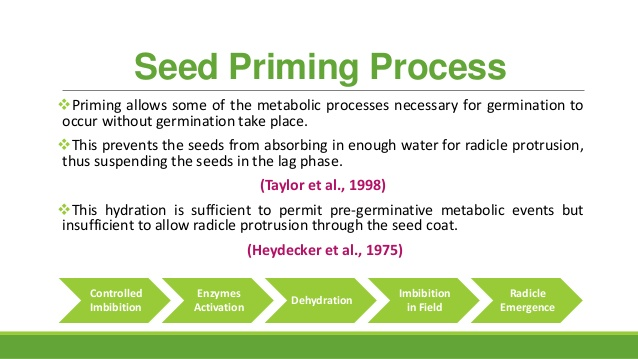 Seed Priming Process
❖Priming allows some of the metabolic processes necessary for germination to
occur without germination take place.
❖This prevents the seeds from absorbing in enough water for radicle protrusion,
thus suspending the seeds in the lag phase.
(Taylor et al., 1998)
❖This hydration is sufficient to permit pre-germinative metabolic events but
insufficient to allow radicle protrusion through the seed coat.
(Heydecker et al., 1975)
Controlled
Imbibition
Enzymes
Activation
Dehydration
Imbibition
in Field
Radicle
Emergence